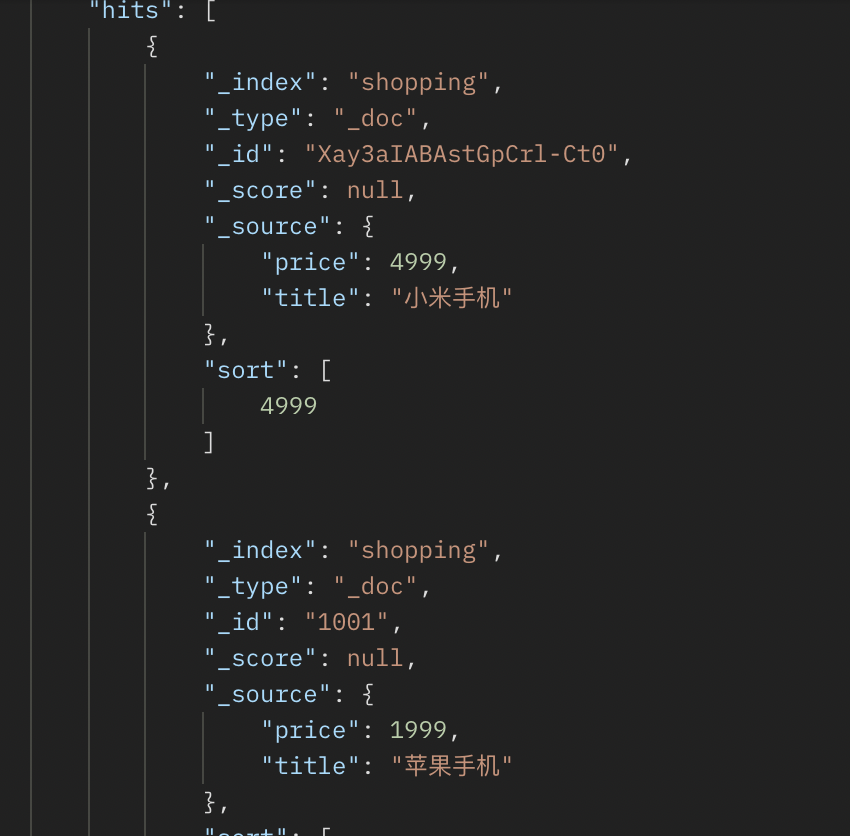 "hits": [
{
"_index": "shopping",
"_type": "_doc",
"_id": "Xay3aIABAstGpCrl-Ct0",
"_score": null,
"_source": {
"price": 4999,
"title": "小米手机"
},
"sort": [
4999
]
},
{
"_index": "shopping",
"_type": "_doc",
"_id": "1001",
"_score": null,
"_source": {
"price": 1999,
"title": "苹果手机"
},
"sort": [